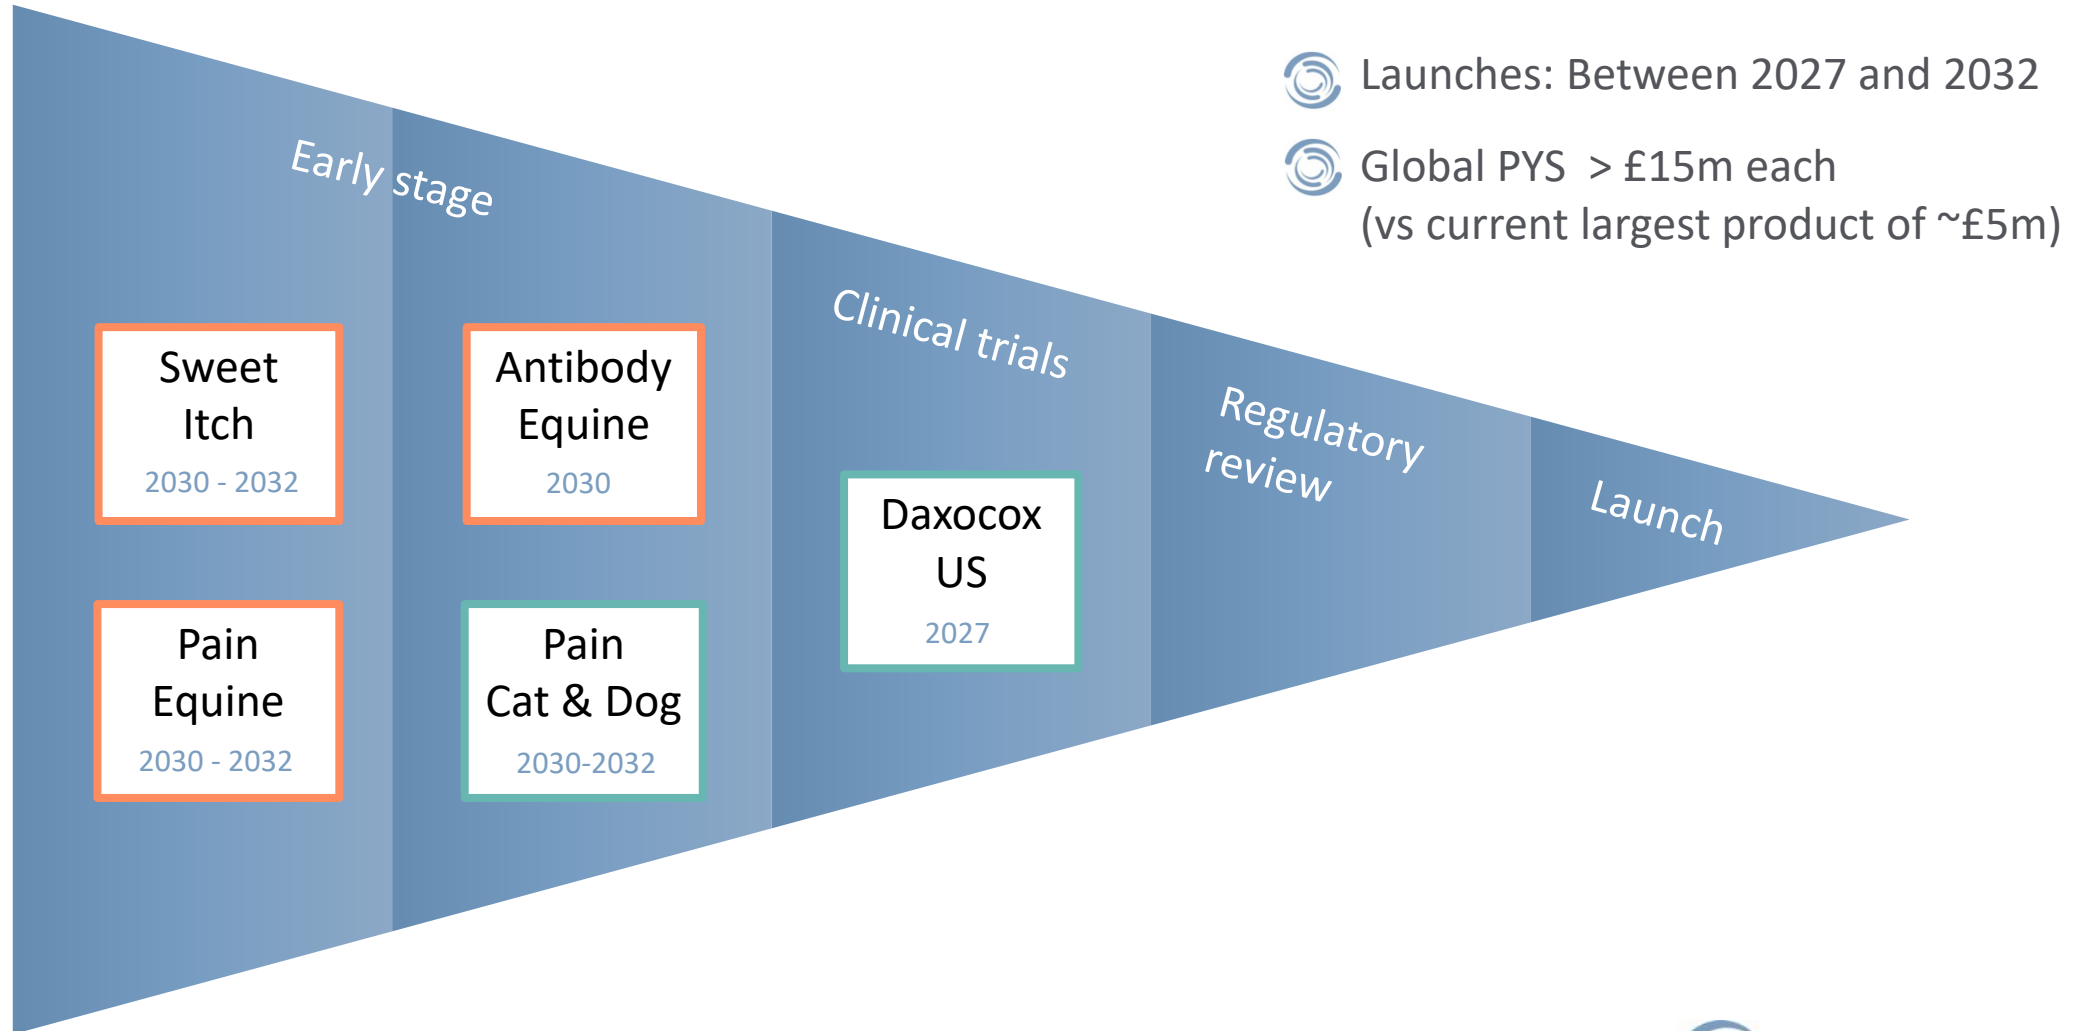 Launches: Between 2027 and 2032
Global PYS > £15m each
(vs current largest product of ~£5m)
Early stage
Clinical trials
Regulatory
review
Launch
Sweet
Itch
2030 - 2032
Antibody
Equine
2030
Pain
Equine
2030 - 2032
Pain
Cat & Dog
2030-2032
Daxocox
US
2027